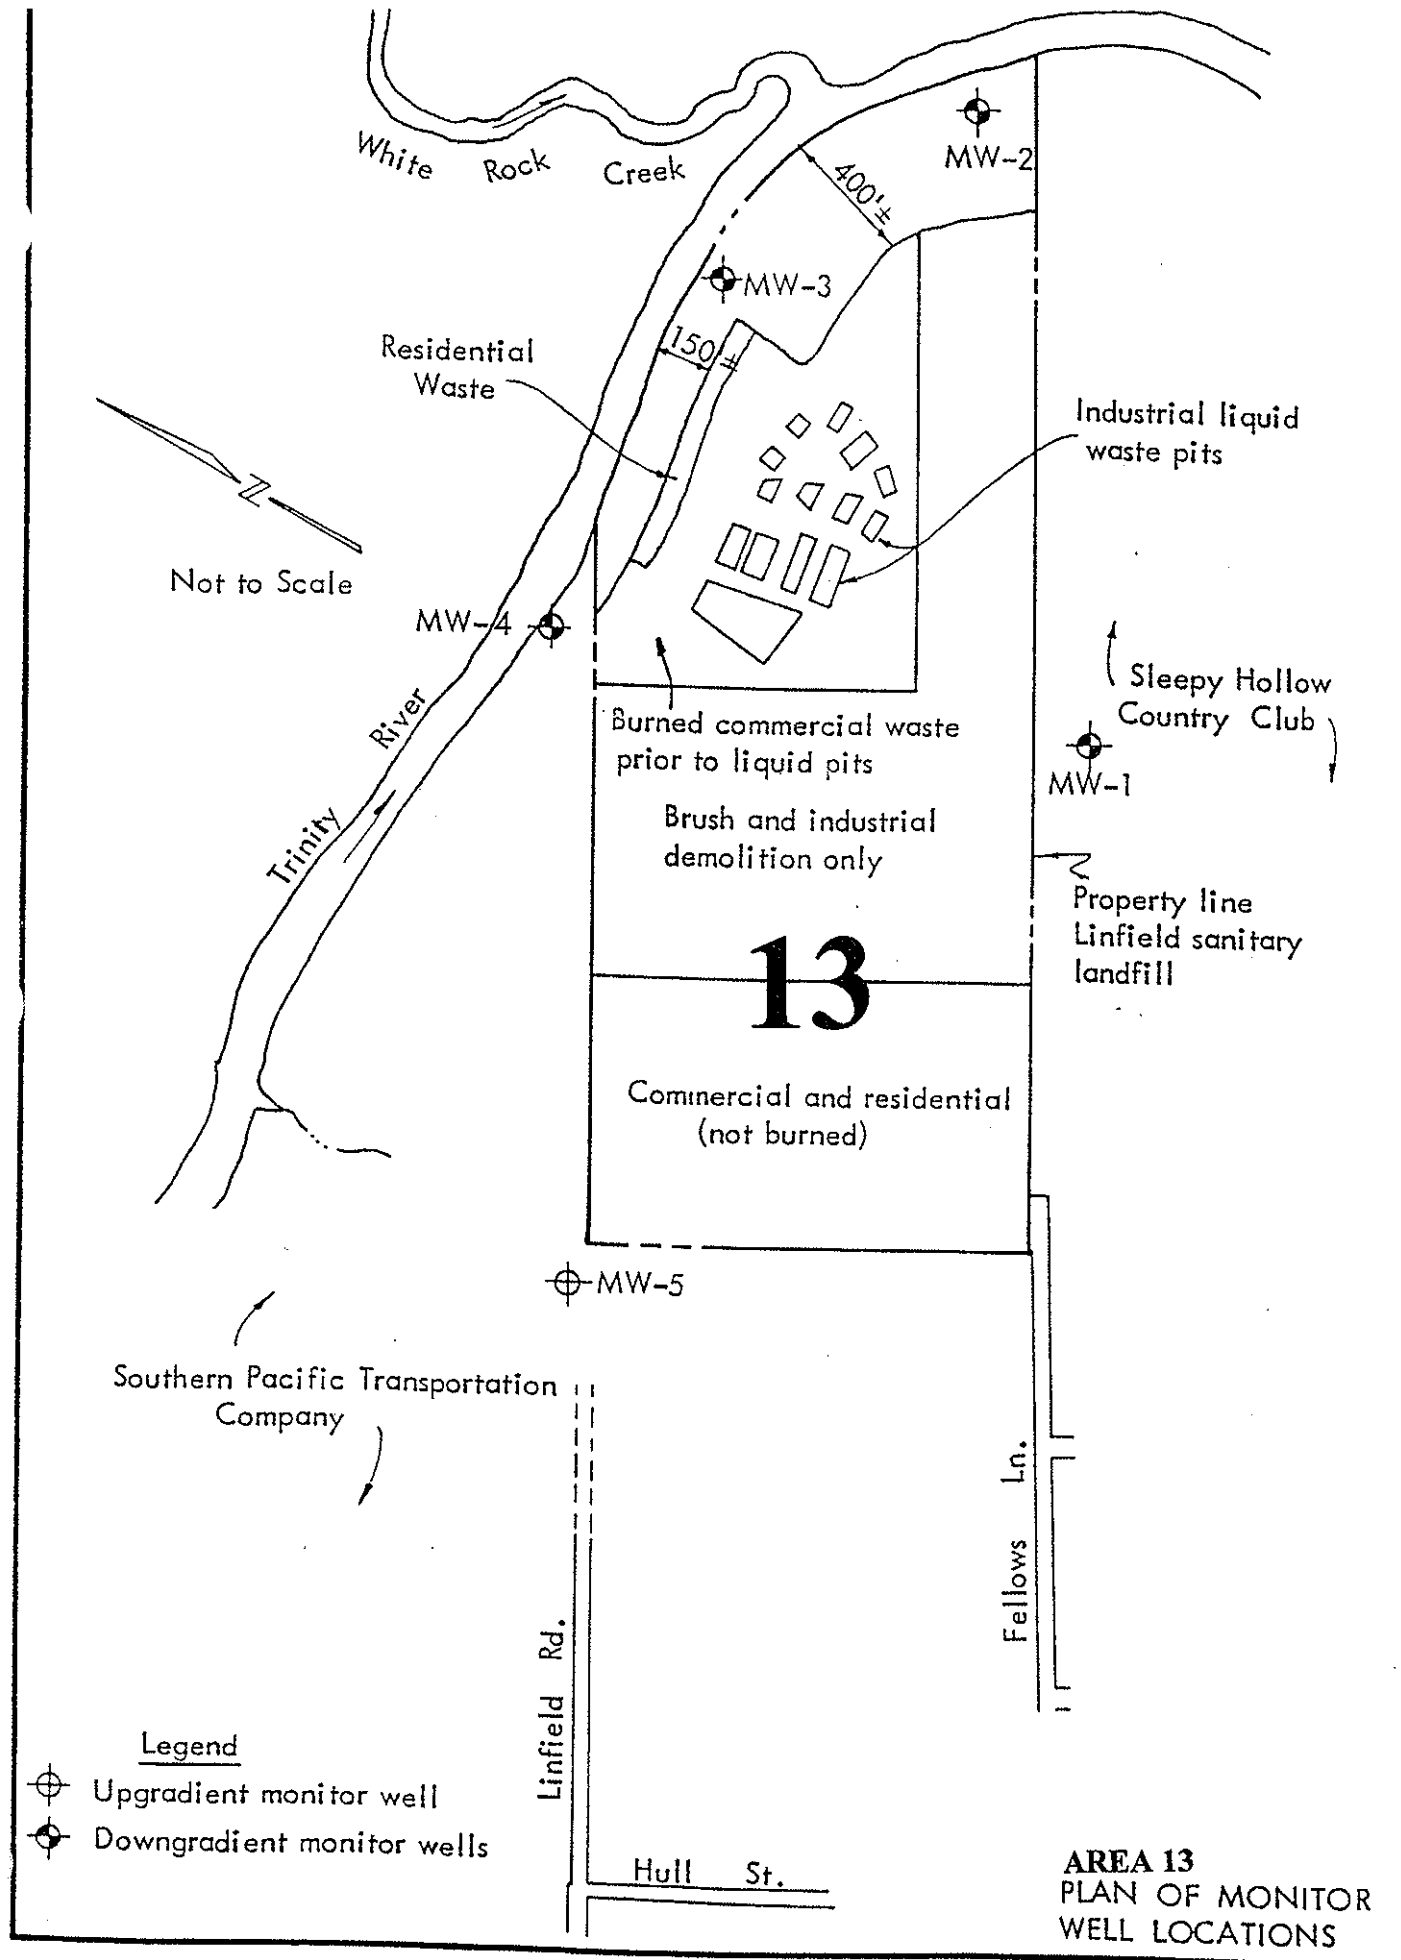 White Rock Creek
MW-2
400'±
MW-3
150 ±
Residential
Waste
Industrial liquid
waste pits
N
Not to Scale
MW-4
Sleepy Hollow
Country Club
Trinity River
Burned commercial waste
prior to liquid pits
MW-1
Brush and industrial
demolition only
Property line
Linfield sanitary
landfill
13
Commercial and residential
(not burned)
MW-5
Southern Pacific Transportation
Company
Linfield Rd.
Fellows Ln.
Legend
Upgradient monitor well
Downgradient monitor wells
Hull St.
AREA 13
PLAN OF MONITOR
WELL LOCATIONS